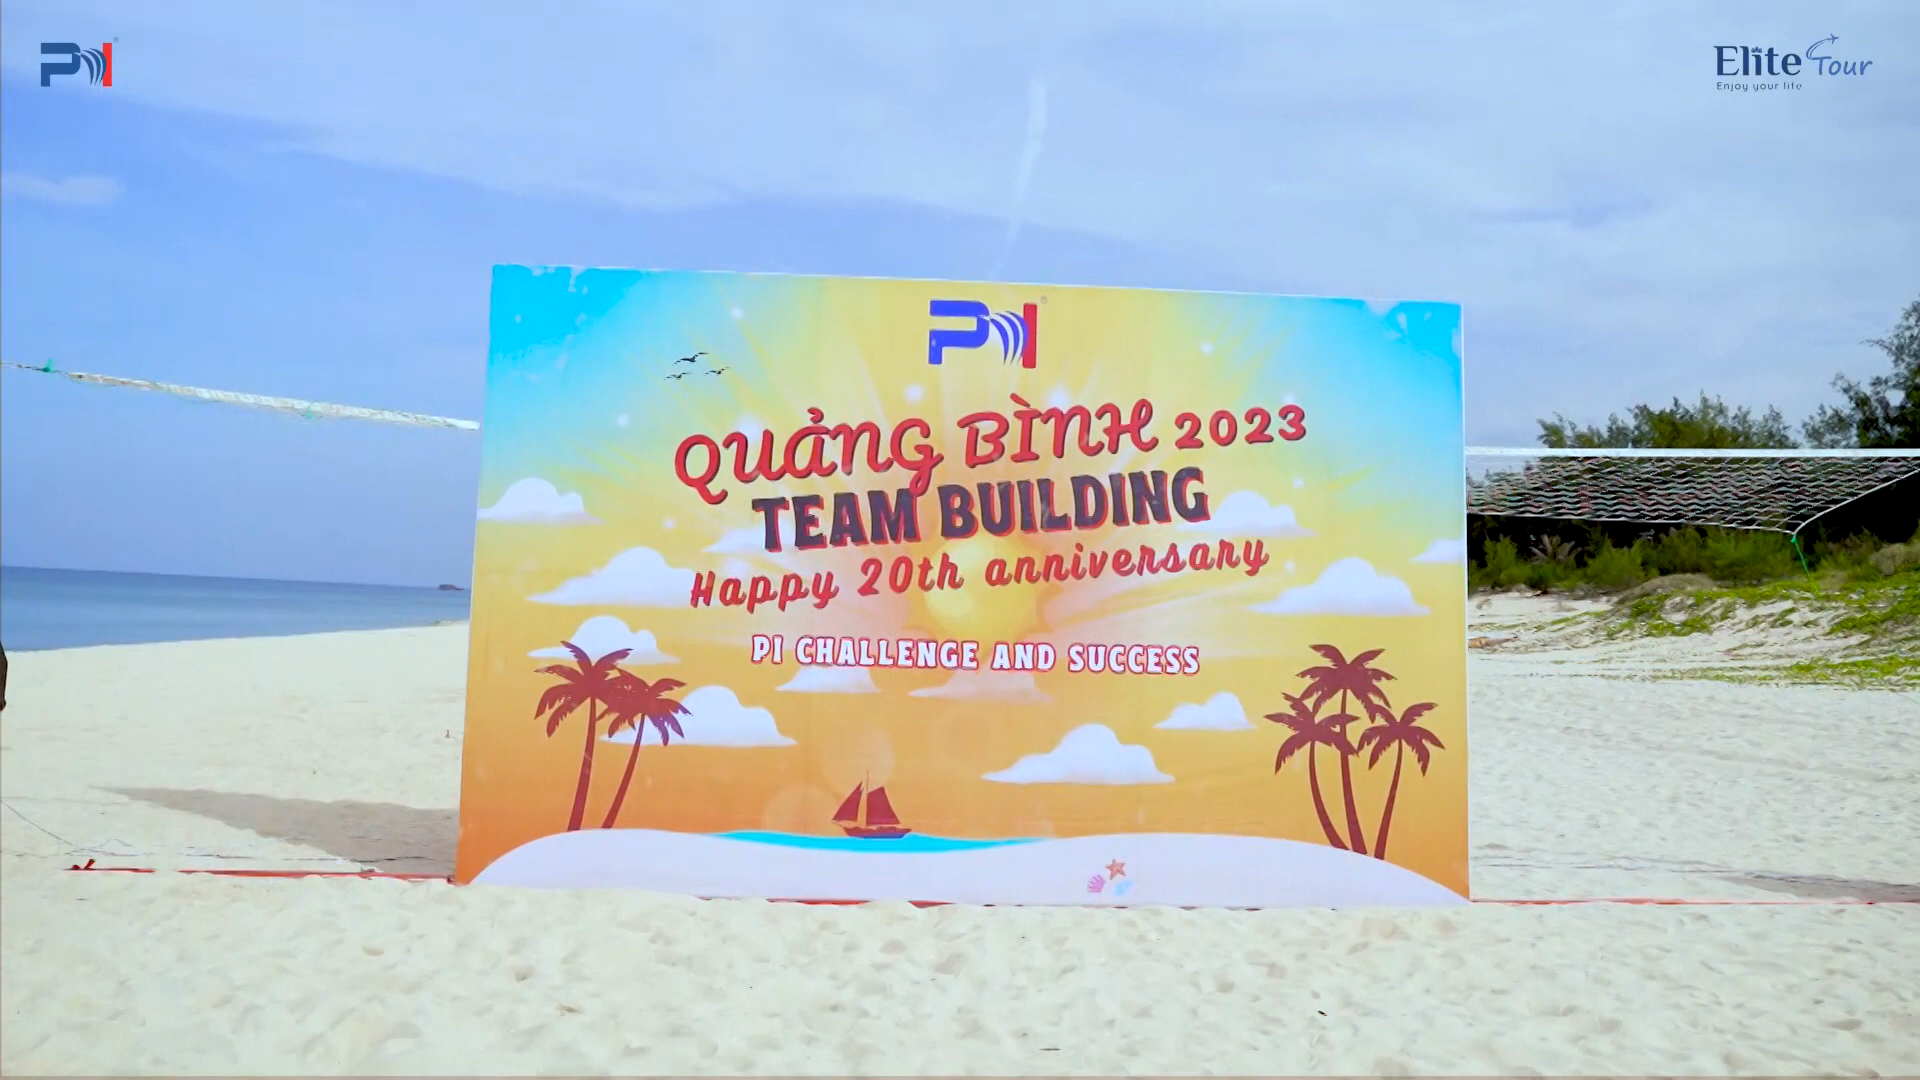 PI
Elite Tour
Enjoy your life
PI
QUẢNG BÌNH 2023
TEAM BUILDING
Happy 20th anniversary
PI CHALLENGE AND SUCCESS